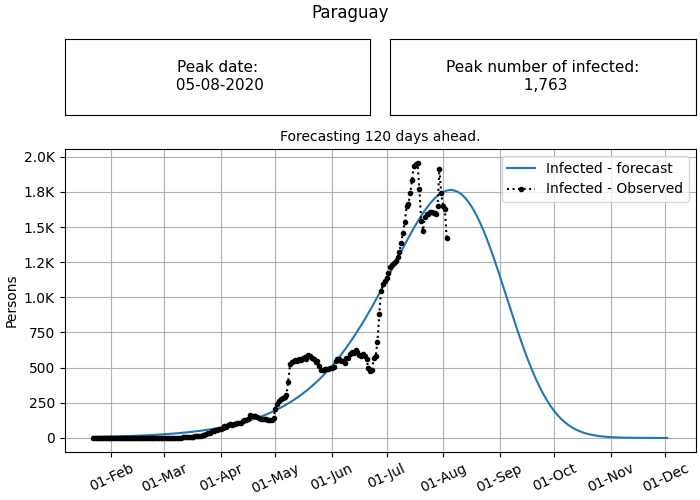 Paraguay
Peak date:
05-08-2020
Peak number of infected:
1,763
Forecasting 120 days ahead.
2.0K
1.8K
1.5K
1.2K
1.0K
750
500
250
0
Persons
Infected - forecast
Infected - Observed
01-Feb
01-Mar
01-Apr
01-May
01-Jun
01-Jul
01-Aug
01-Sep
01-Oct
01-Nov
01-Dec